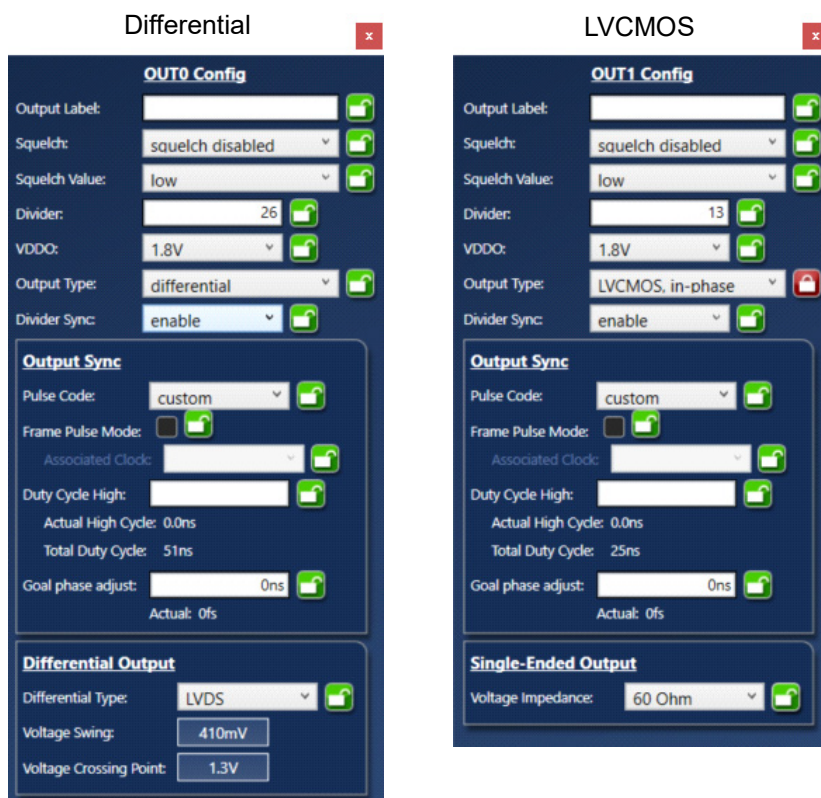 Differential
x
OUT0 Config
Output Label:
Squelch: squelch disabled
Squelch Value: low
Divider: 26
VDDO: 1.8V
Output Type: differential
Divider Sync: enable
Output Sync
Pulse Code: custom
Frame Pulse Mode:
Associated Clock:
Duty Cycle High:
Actual High Cycle: 0.0ns
Total Duty Cycle: 51ns
Goal phase adjust: 0ns
Actual: 0fs
Differential Output
Differential Type: LVDS
Voltage Swing: 410mV
Voltage Crossing Point: 1.3V
LVCMOS
x
OUT1 Config
Output Label:
Squelch: squelch disabled
Squelch Value: low
Divider: 13
VDDO: 1.8V
Output Type: LVCMOS, in-phase
Divider Sync: enable
Output Sync
Pulse Code: custom
Frame Pulse Mode:
Associated Clock:
Duty Cycle High:
Actual High Cycle: 0.0ns
Total Duty Cycle: 25ns
Goal phase adjust: 0ns
Actual: 0fs
Single-Ended Output
Voltage Impedance: 60 Ohm